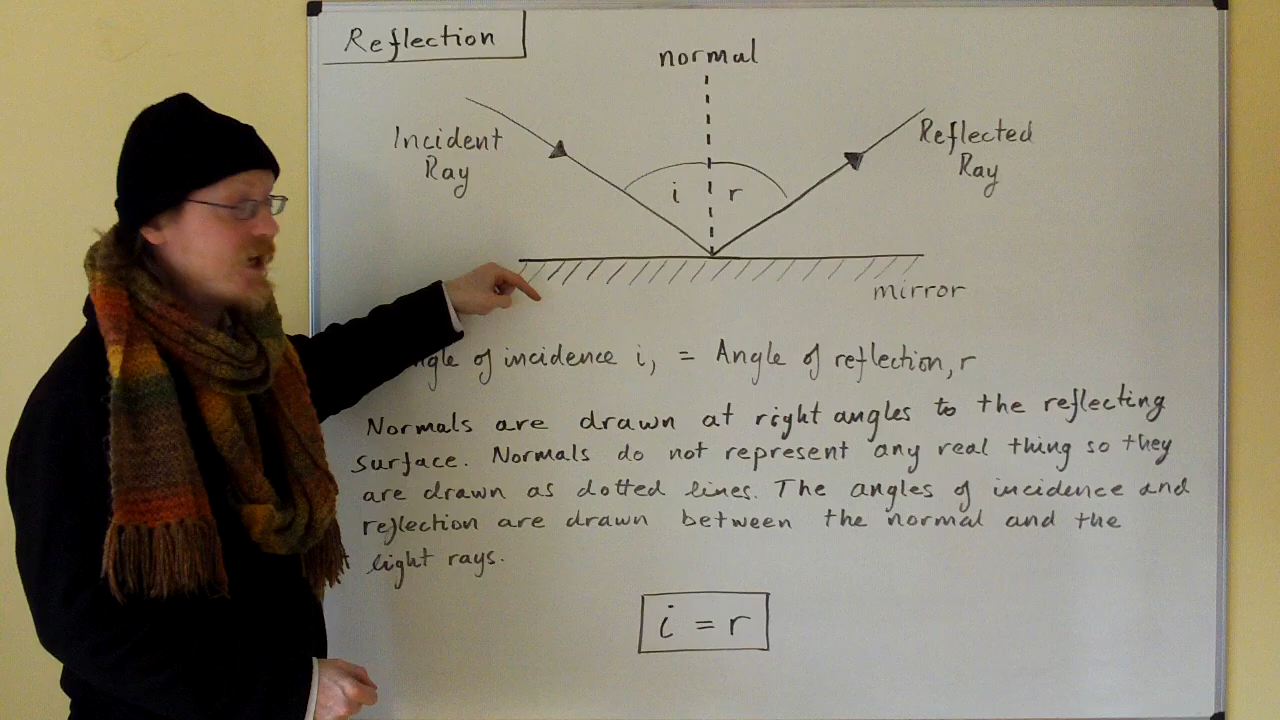 Reflection
normal
Incident
Ray
Reflected
Ray
i
r
mirror
of incidence i, = Angle of reflection, r
Normals are drawn at right angles to the reflecting
surface. Normals do not represent any real thing so they
are drawn as dotted lines. The angles of incidence and
reflection are drawn between the normal and the
light rays.
i = r